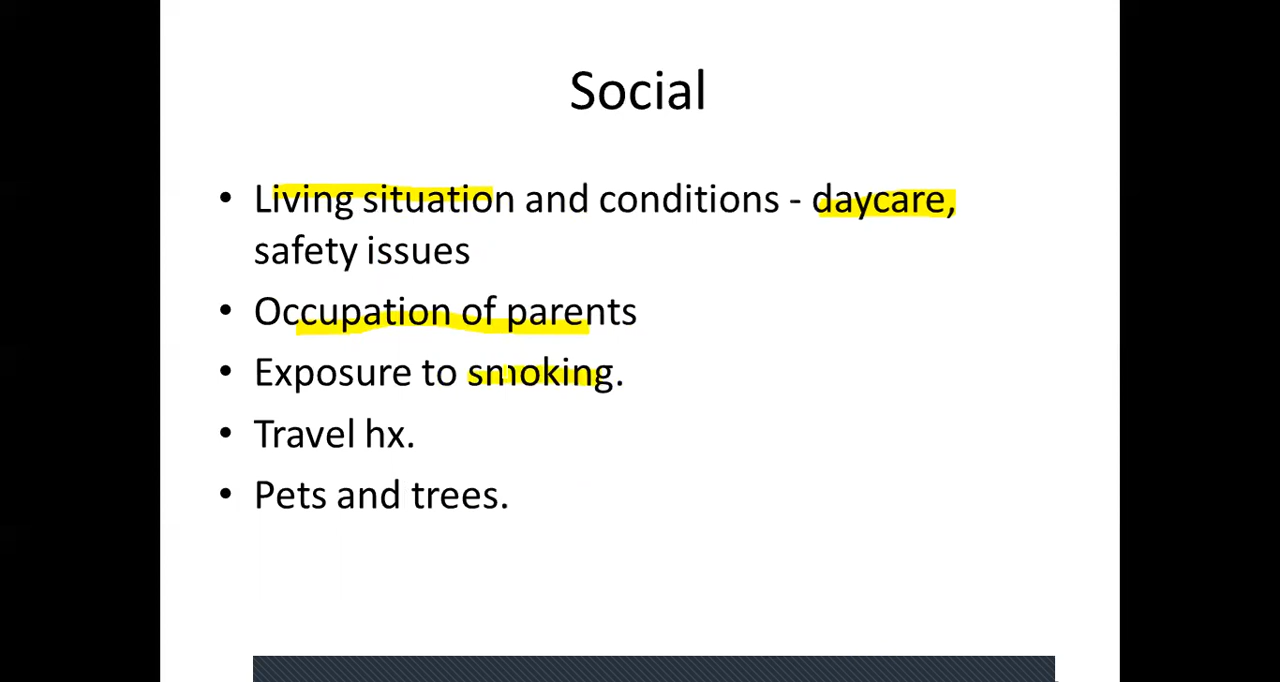 Social
• Living situation and conditions - daycare,
safety issues
• Occupation of parents
• Exposure to smoking.
• Travel hx.
• Pets and trees.